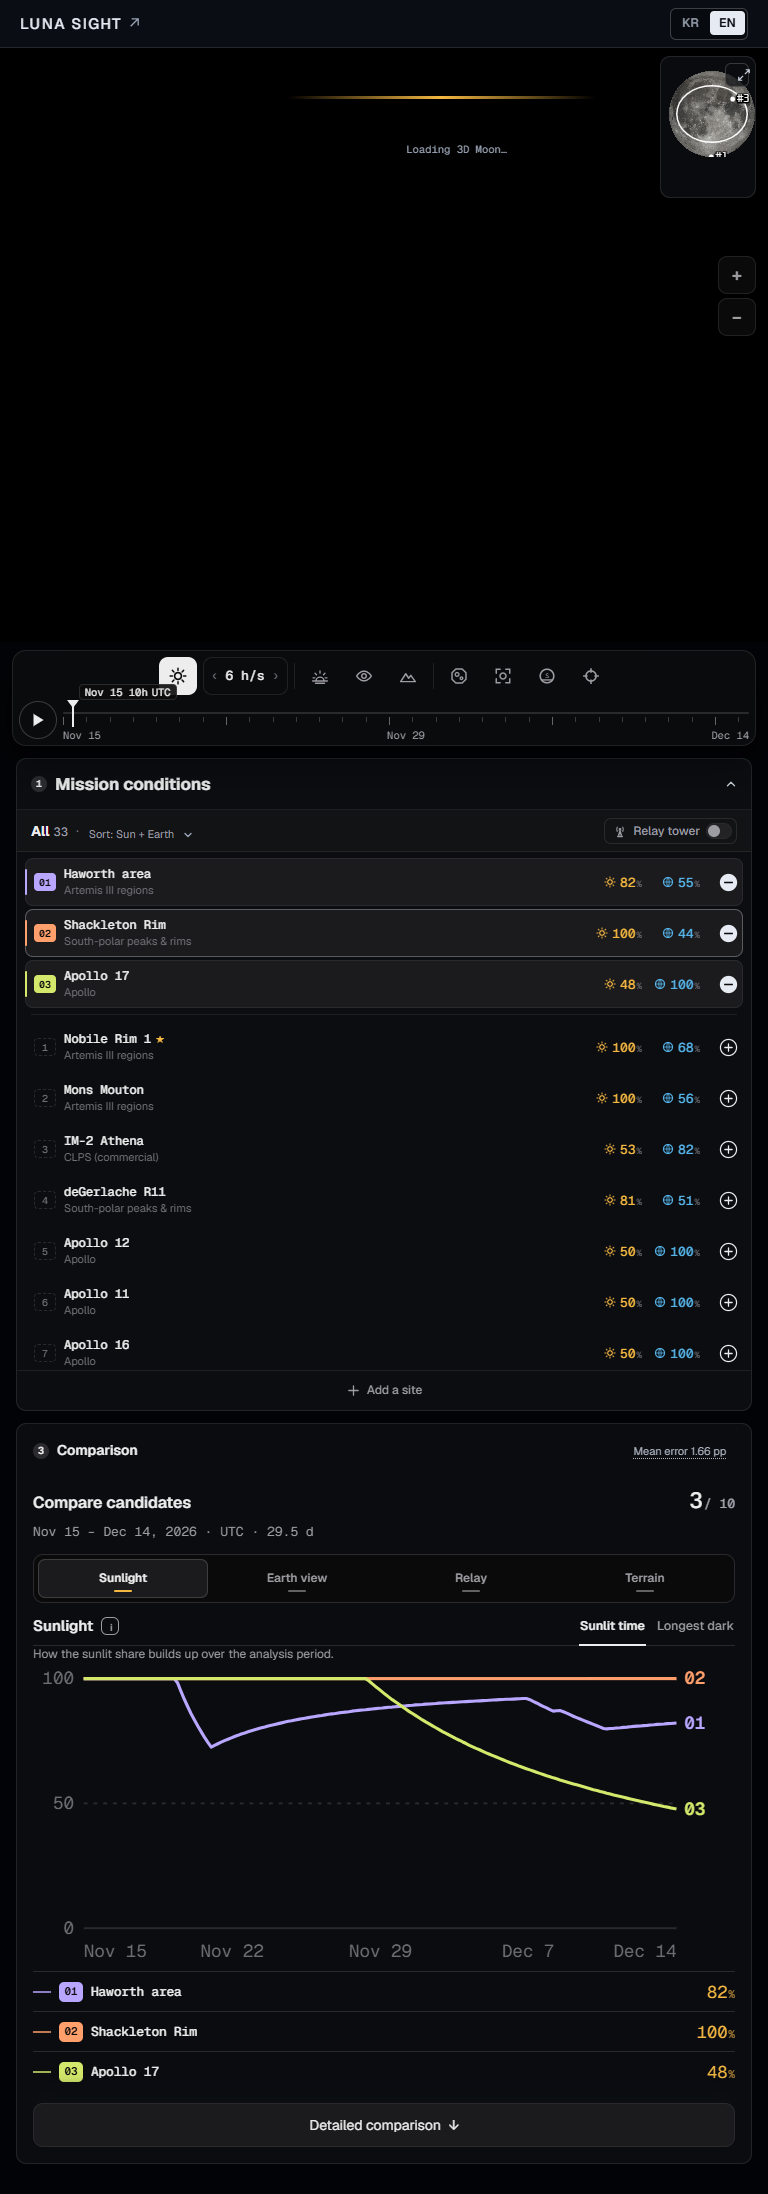 LUNA SIGHT ↗
KR EN
#3
#1
Loading 3D Moon…
+
−
‹ 6 h/s ›
Nov 15 10h UTC
Nov 15 Nov 29 Dec 14
1 Mission conditions
All 33 · Sort: Sun + Earth
Relay tower
01 Haworth area 82% 55%
Artemis III regions
02 Shackleton Rim 100% 44%
South-polar peaks & rims
03 Apollo 17 48% 100%
Apollo
1 Nobile Rim 1 ★ 100% 68%
Artemis III regions
2 Mons Mouton 100% 56%
Artemis III regions
3 IM-2 Athena 53% 82%
CLPS (commercial)
4 deGerlache R11 81% 51%
South-polar peaks & rims
5 Apollo 12 50% 100%
Apollo
6 Apollo 11 50% 100%
Apollo
7 Apollo 16 50% 100%
Apollo
+ Add a site
3 Comparison Mean error 1.66 pp
Compare candidates 3 / 10
Nov 15 – Dec 14, 2026 · UTC · 29.5 d
Sunlight Earth view Relay Terrain
Sunlight i Sunlit time Longest dark
How the sunlit share builds up over the analysis period.
100 02
01
50 03
0
Nov 15 Nov 22 Nov 29 Dec 7 Dec 14
01 Haworth area 82%
02 Shackleton Rim 100%
03 Apollo 17 48%
Detailed comparison ↓